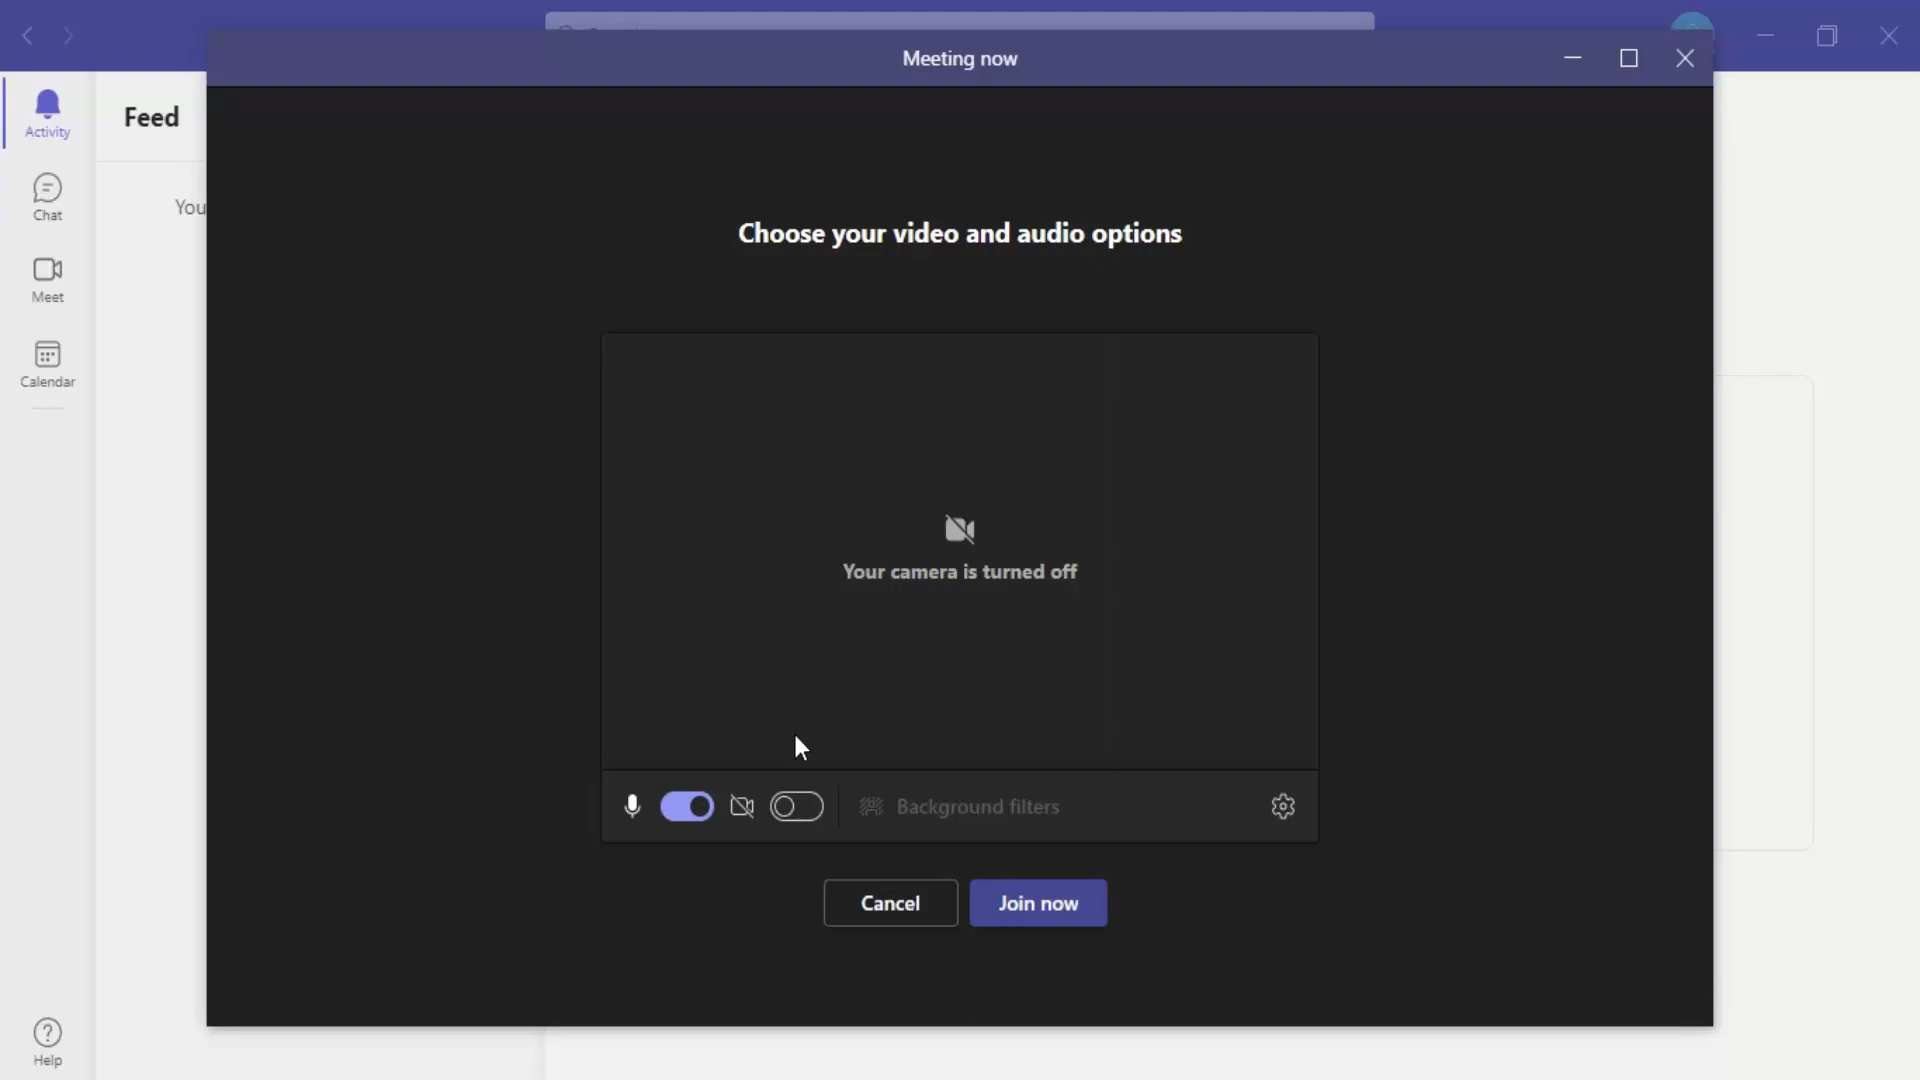 Meeting now
Activity
Chat
Meet
Calendar
Help
Feed
You
Choose your video and audio options
Your camera is turned off
Background filters
Cancel
Join now